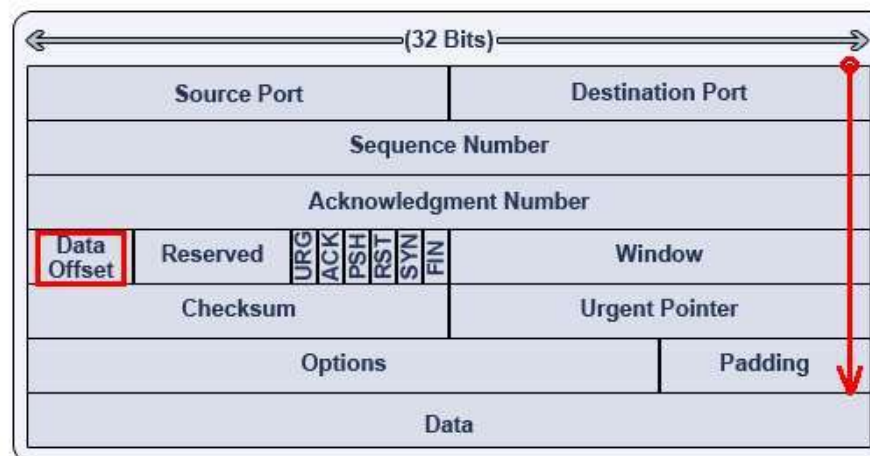 (32 Bits)
Source Port Destination Port
Sequence Number
Acknowledgment Number
Data Offset Reserved URG ACK PSH RST SYN FIN Window
Checksum Urgent Pointer
Options Padding
Data